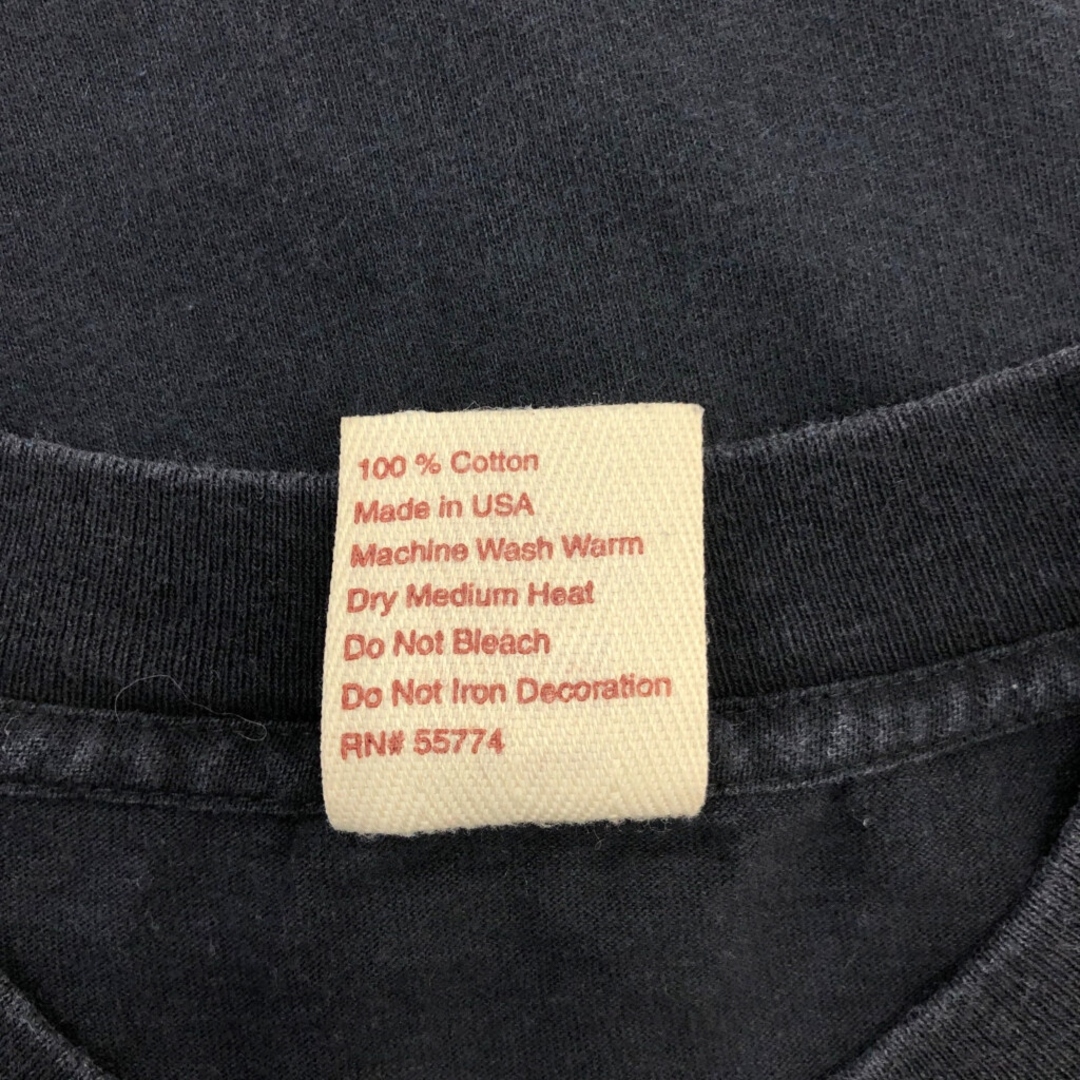 100 % Cotton
Made in USA
Machine Wash Warm
Dry Medium Heat
Do Not Bleach
Do Not Iron Decoration
RN# 55774